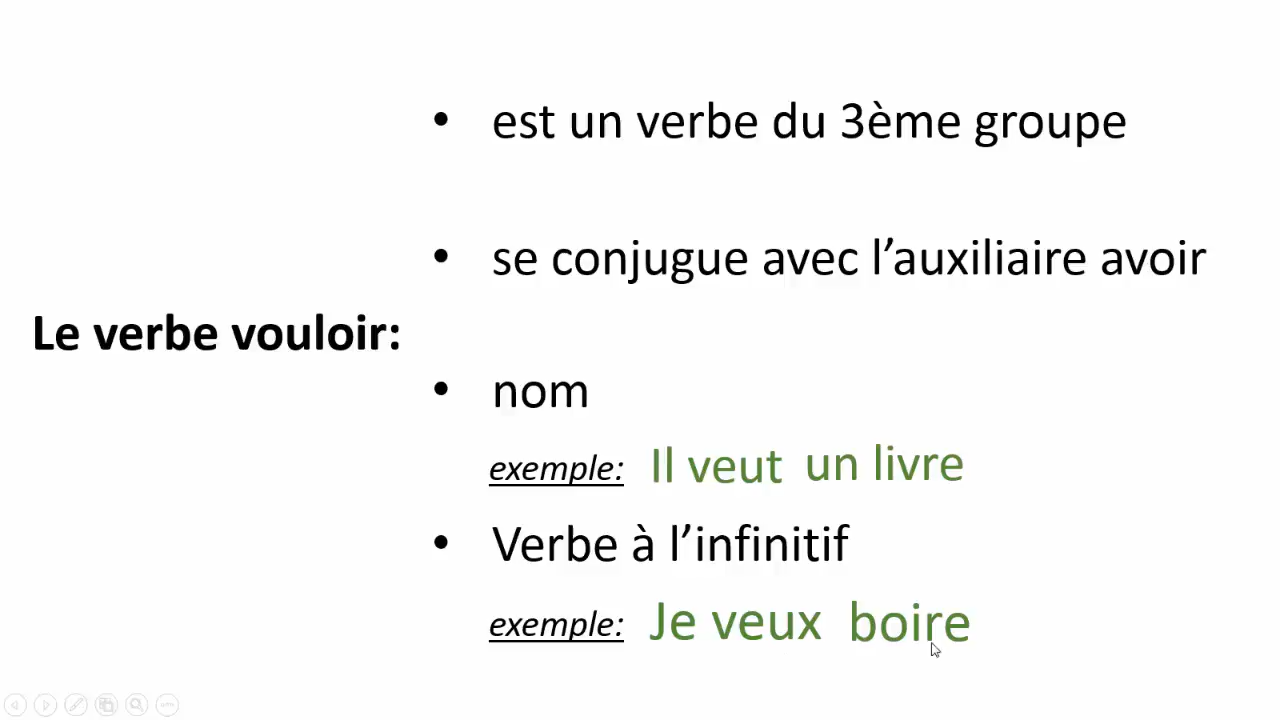 • est un verbe du 3ème groupe
• se conjugue avec l’auxiliaire avoir
Le verbe vouloir:
• nom
exemple: Il veut un livre
• Verbe à l’infinitif
exemple: Je veux boire